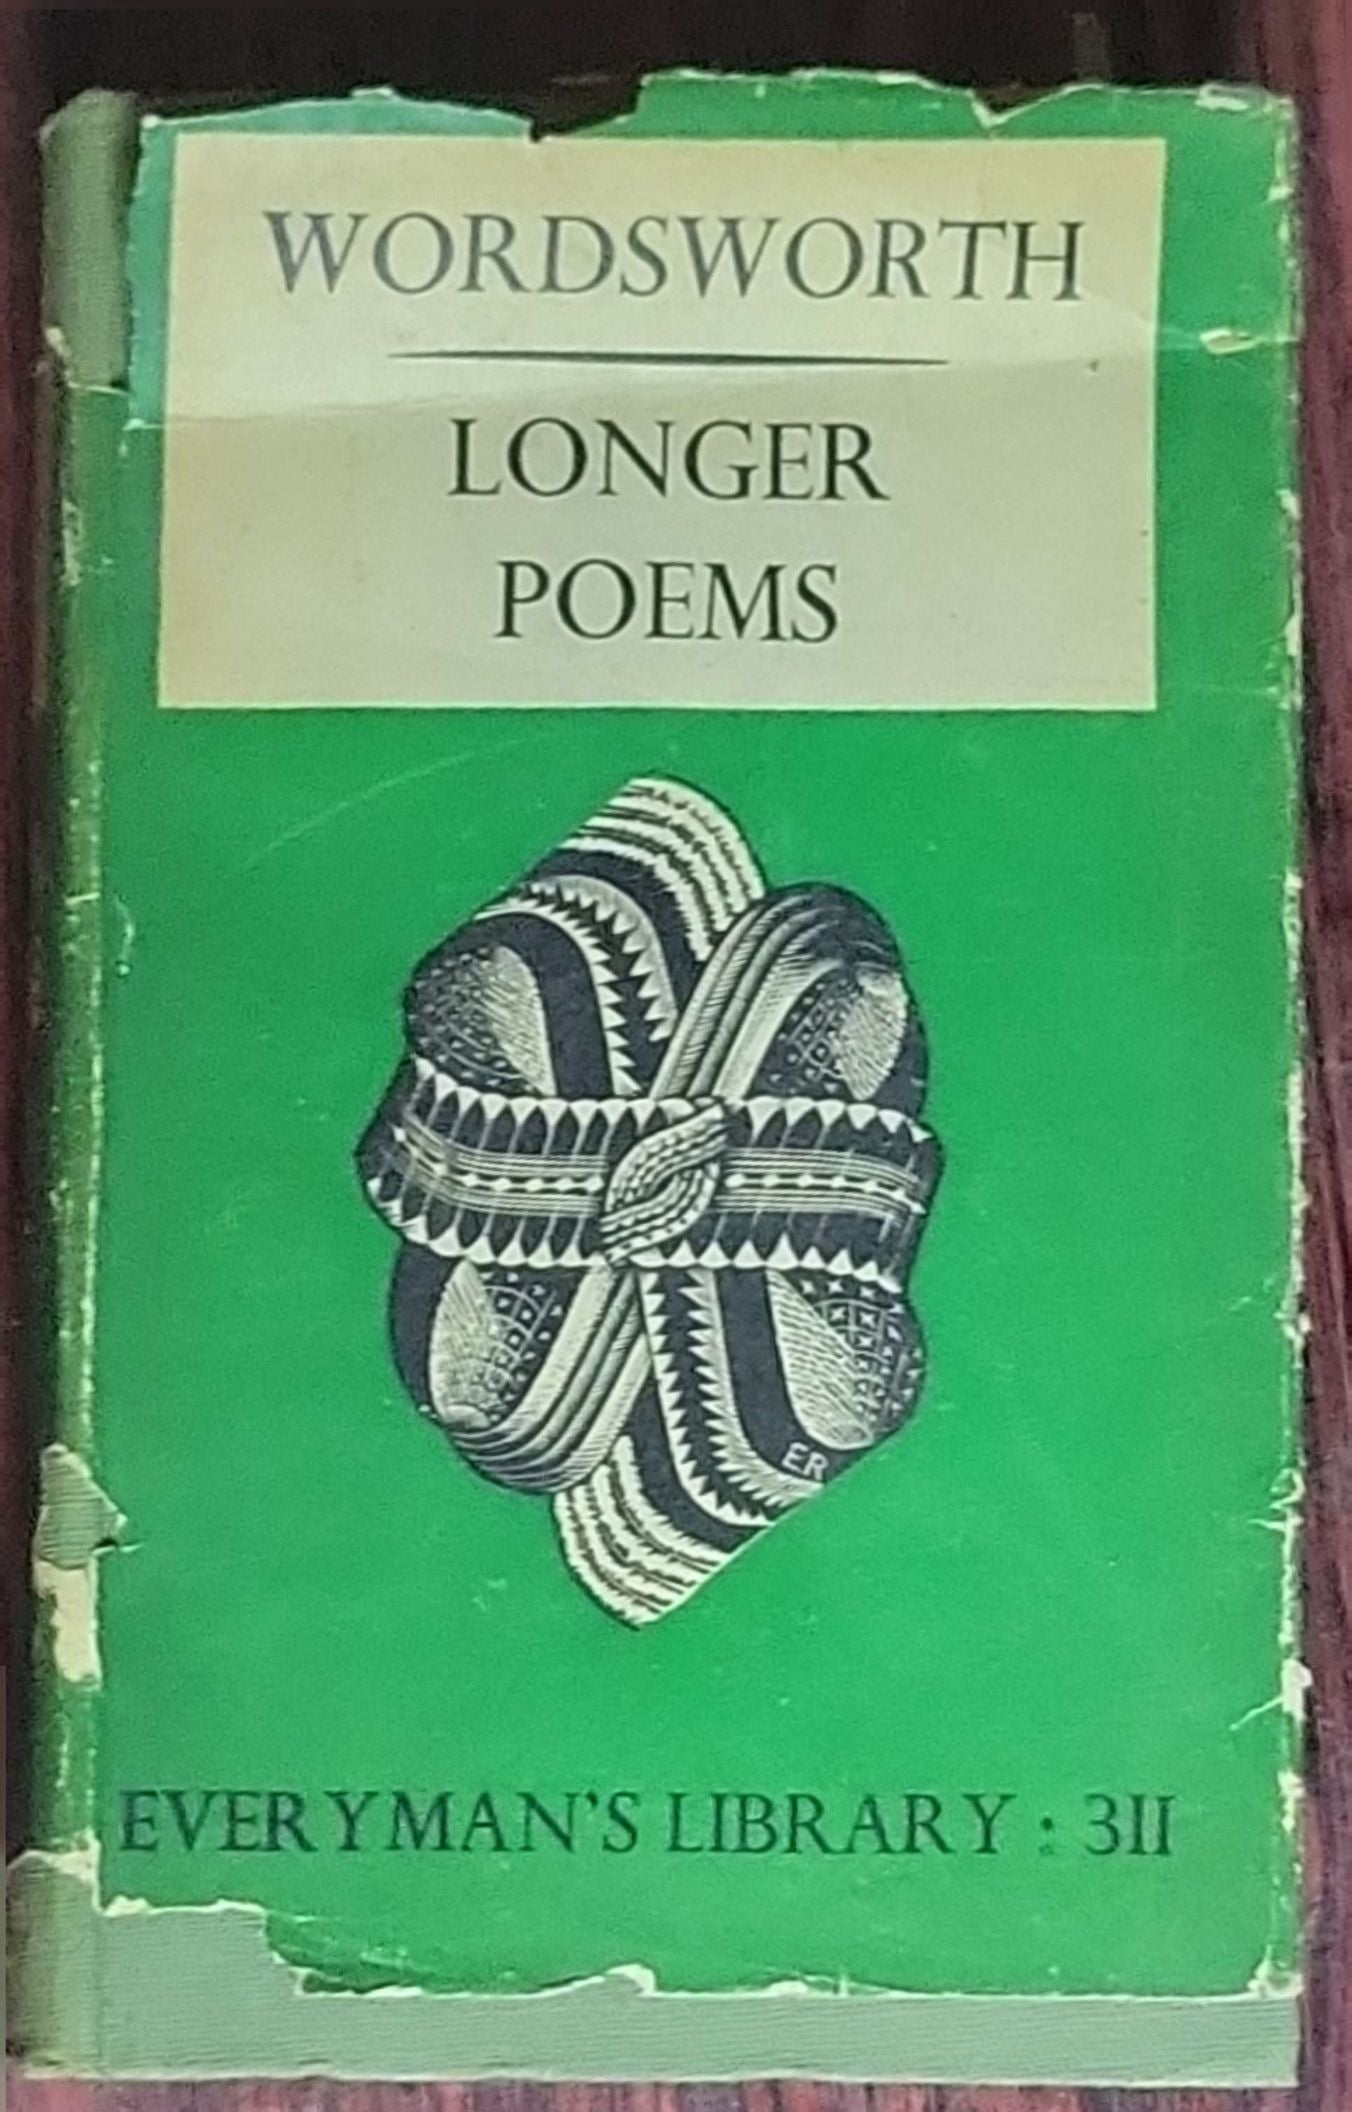 WORDSWORTH
LONGER
POEMS
ER
EVERYMAN'S LIBRARY : 311